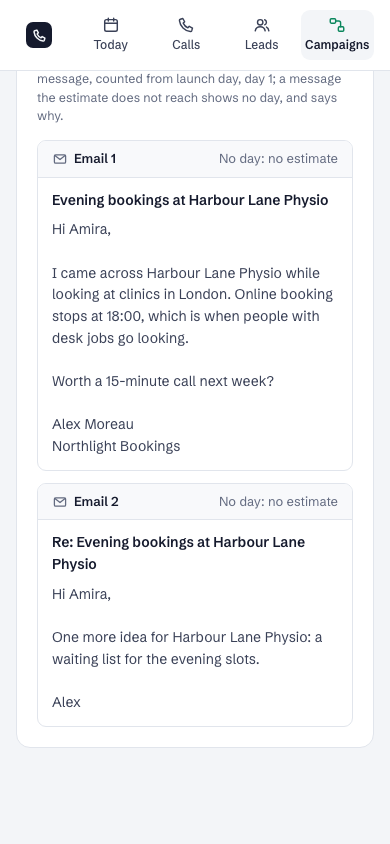 Today
Calls
Leads
Campaigns
message, counted from launch day, day 1; a message
the estimate does not reach shows no day, and says
why.
Email 1
No day: no estimate
Evening bookings at Harbour Lane Physio
Hi Amira,
I came across Harbour Lane Physio while
looking at clinics in London. Online booking
stops at 18:00, which is when people with
desk jobs go looking.
Worth a 15-minute call next week?
Alex Moreau
Northlight Bookings
Email 2
No day: no estimate
Re: Evening bookings at Harbour Lane
Physio
Hi Amira,
One more idea for Harbour Lane Physio: a
waiting list for the evening slots.
Alex